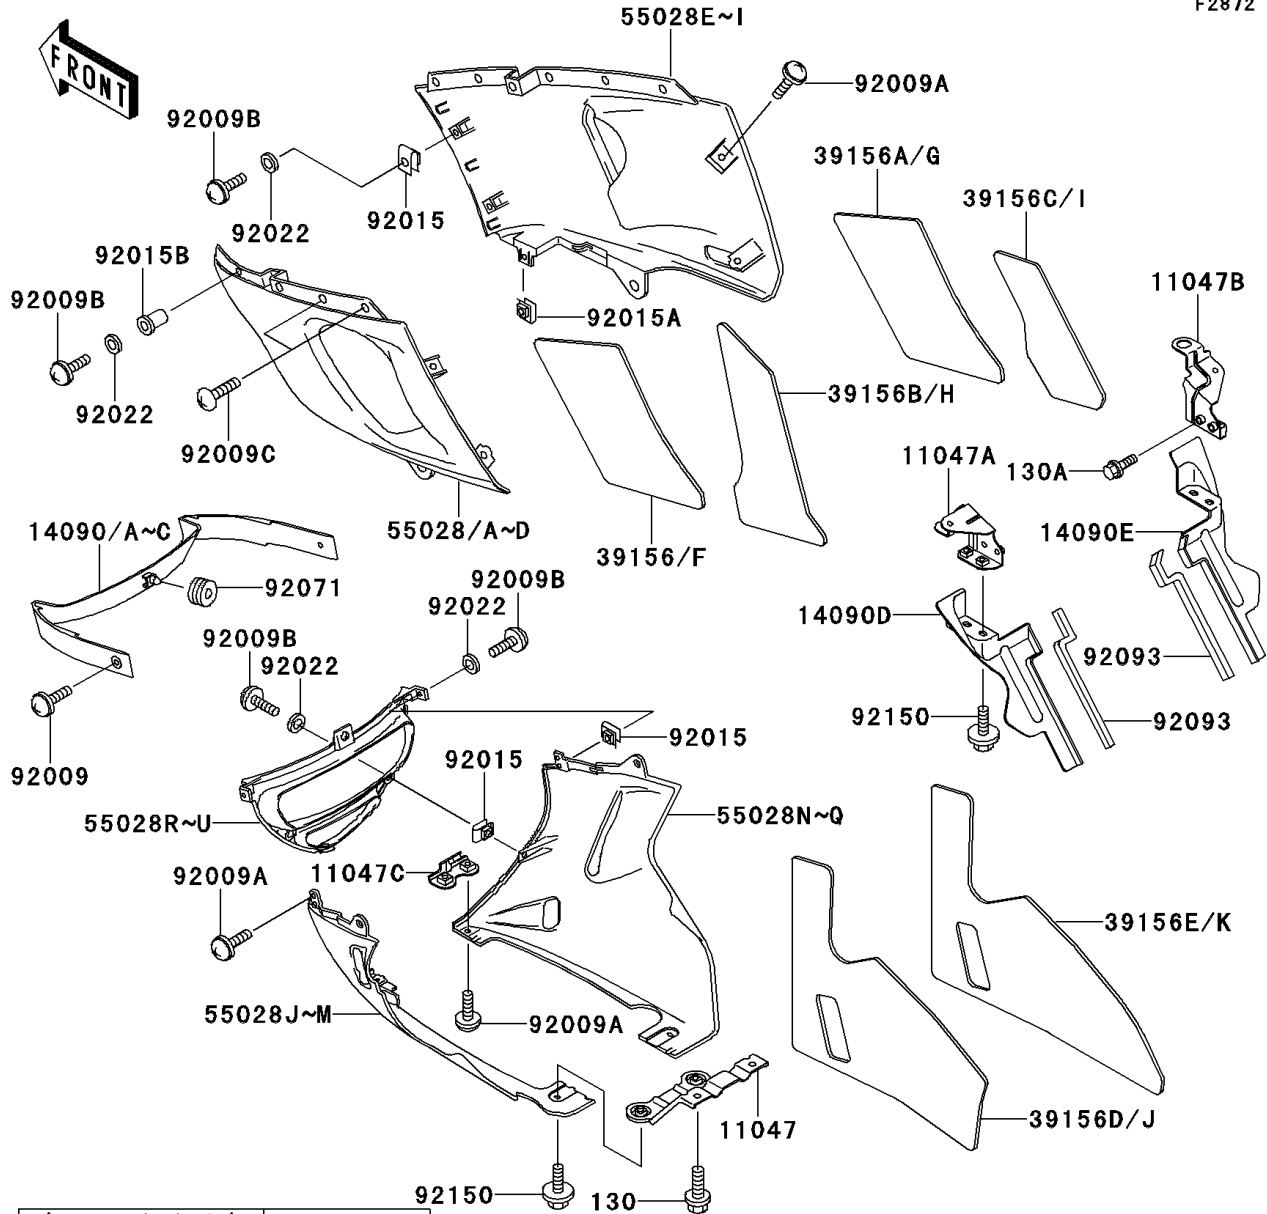 F2872
55028E~I
FRONT
92009A
92009B
39156A/G
39156C/I
92015
92022
92015B
11047B
92009B
92015A
39156B/H
92022
92009C
11047A
130A
55028/A~D
14090/A~C
39156/F
14090E
92009B
92071
92022
14090D
92009B
92022
92093
92150
92093
92015
92015
92009
55028R~U
55028N~Q
11047C
92009A
39156E/K
55028J~M
92009A
39156D/J
11047
92150
130